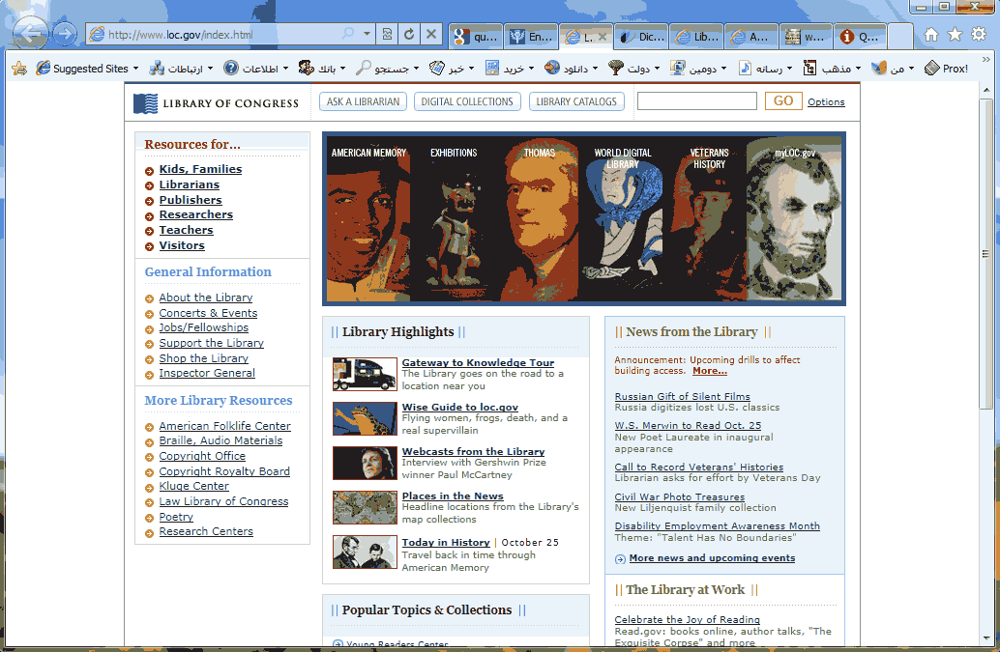 http://www.loc.gov/index.html
qu...
En...
L...
Dic...
Lib...
A...
w...
Q...
Suggested Sites
ارتباطات
اطلاعات
بانك
جستجو
خبر
خرید
دانلود
دولت
دومین
رسانه
مذهب
من
Prox!
LIBRARY OF CONGRESS
ASK A LIBRARIAN
DIGITAL COLLECTIONS
LIBRARY CATALOGS
GO
Options
Resources for...
Kids, Families
Librarians
Publishers
Researchers
Teachers
Visitors
General Information
About the Library
Concerts & Events
Jobs/Fellowships
Support the Library
Shop the Library
Inspector General
More Library Resources
American Folklife Center
Braille, Audio Materials
Copyright Office
Copyright Royalty Board
Kluge Center
Law Library of Congress
Poetry
Research Centers
AMERICAN MEMORY
EXHIBITIONS
THOMAS
WORLD DIGITAL
LIBRARY
VETERANS
HISTORY
myLOC.gov
|| Library Highlights ||
Gateway to Knowledge Tour
The Library goes on the road to a
location near you
Wise Guide to loc.gov
Flying women, frogs, death, and a
real supervillain
Webcasts from the Library
Interview with Gershwin Prize
winner Paul McCartney
Places in the News
Headline locations from the Library's
map collections
Today in History | October 25
Travel back in time through
American Memory
|| Popular Topics & Collections ||
Young Readers Center
|| News from the Library ||
Announcement: Upcoming drills to affect
building access. More...
Russian Gift of Silent Films
Russia digitizes lost U.S. classics
W.S. Merwin to Read Oct. 25
New Poet Laureate in inaugural
appearance
Call to Record Veterans' Histories
Librarian asks for effort by Veterans Day
Civil War Photo Treasures
New Liljenquist family collection
Disability Employment Awareness Month
Theme: "Talent Has No Boundaries"
More news and upcoming events
|| The Library at Work ||
Celebrate the Joy of Reading
Read.gov: books online, author talks, "The
Exquisite Corpse" and more